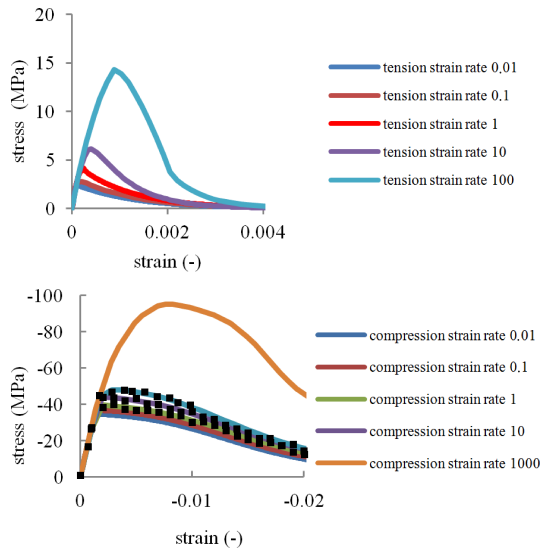 20
15
10
5
0
stress (MPa)
0
0.002
0.004
strain (-)
tension strain rate 0.01
tension strain rate 0.1
tension strain rate 1
tension strain rate 10
tension strain rate 100
-100
-80
-60
-40
-20
0
stress (MPa)
0
-0.01
-0.02
strain (-)
compression strain rate 0.01
compression strain rate 0.1
compression strain rate 1
compression strain rate 10
compression strain rate 1000